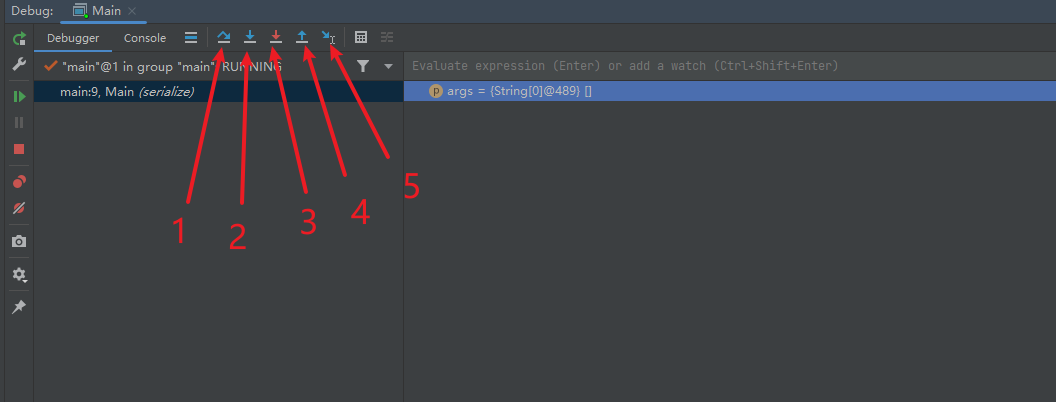 Debug: Main
Debugger Console
"main"@1 in group "main": RUNNING
Evaluate expression (Enter) or add a watch (Ctrl+Shift+Enter)
main:9, Main (serialize)
p args = {String[0]@489} []
1 2 3 4 5